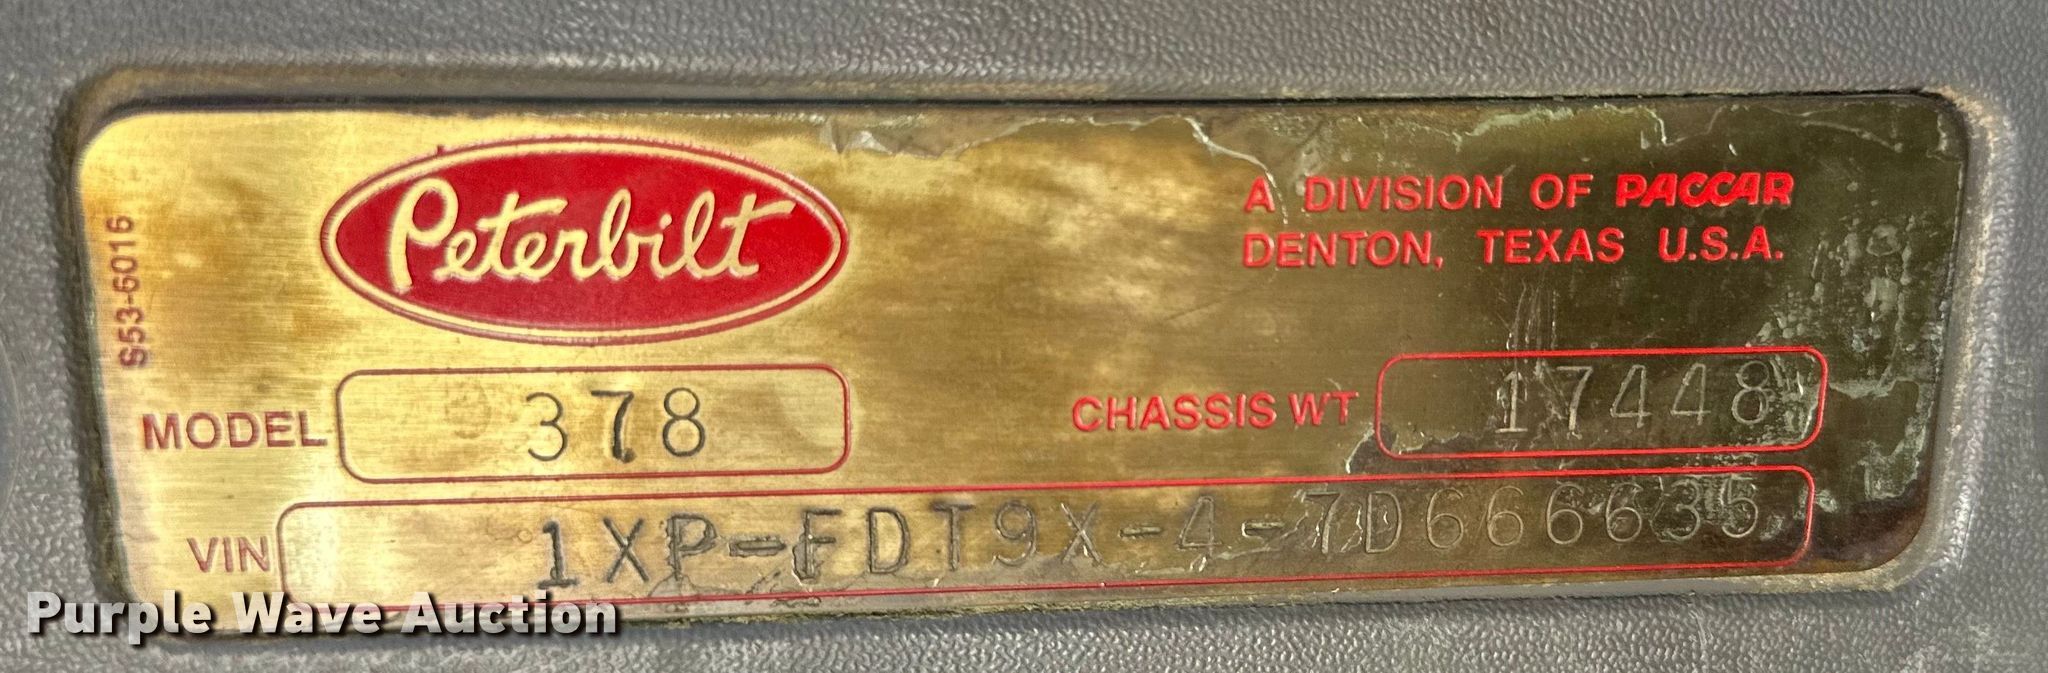 S53-6016
Peterbilt
A DIVISION OF PACCAR
DENTON, TEXAS U.S.A.
MODEL 378
CHASSIS WT 17448
VIN 1XP-FDT9X-4-7D666635
Purple Wave Auction